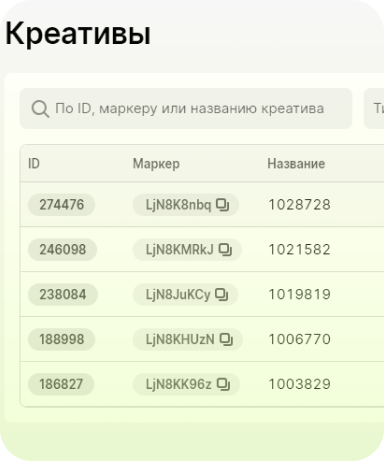 Креативы
По ID, маркеру или названию креатива
ID Маркер Название
274476 LjN8K8nbq 1028728
246098 LjN8KMRkJ 1021582
238084 LjN8JuKCy 1019819
188998 LjN8KHUzN 1006770
186827 LjN8KK96z 1003829